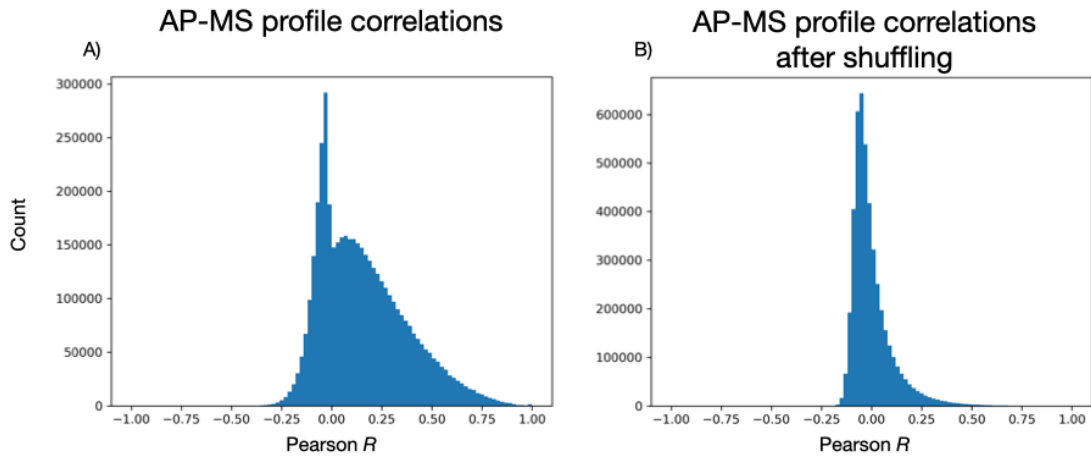 AP-MS profile correlations
A)
300000
250000
200000
150000
100000
50000
0
Count
−1.00 −0.75 −0.50 −0.25 0.00 0.25 0.50 0.75 1.00
Pearson R
AP-MS profile correlations
after shuffling
B)
600000
500000
400000
300000
200000
100000
0
−1.00 −0.75 −0.50 −0.25 0.00 0.25 0.50 0.75 1.00
Pearson R